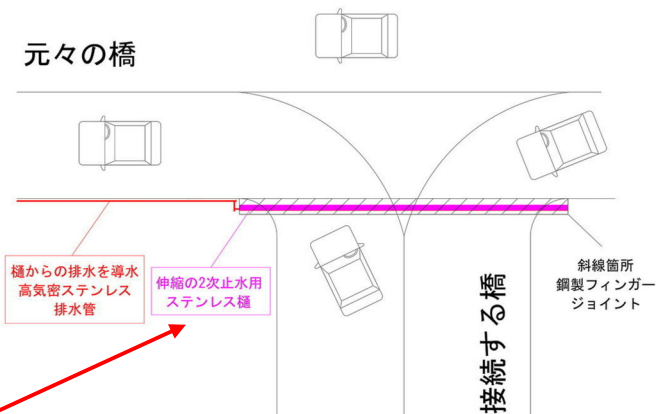 元々の橋
樋からの排水を導水
高気密ステンレス
排水管
伸縮の2次止水用
ステンレス樋
斜線箇所
鋼製フィンガー
ジョイント
接続する橋